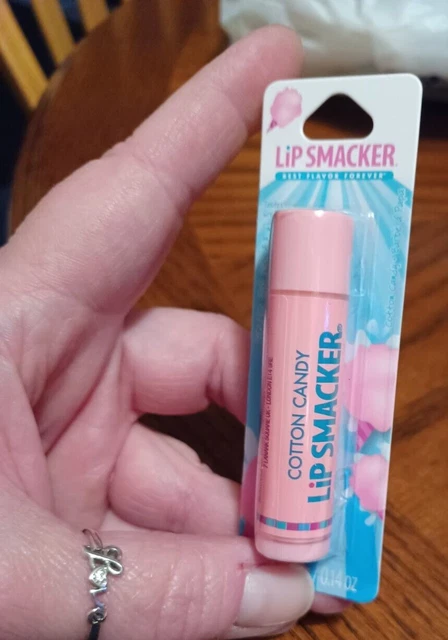 LiP SMACKER
BEST FLAVOR FOREVER
COTTON CANDY
LiP SMACKER
0.14 OZ